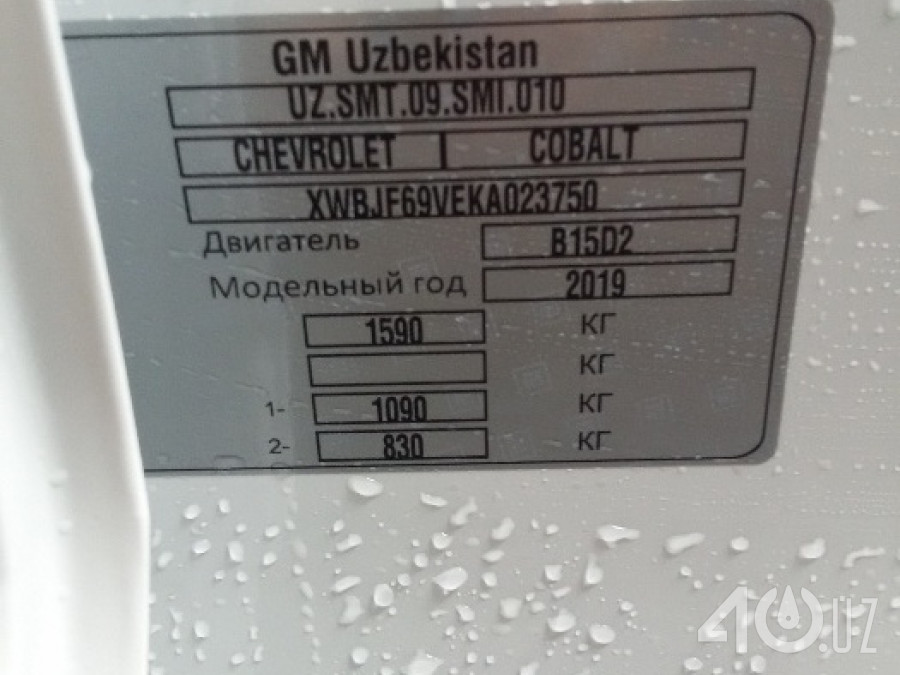 GM Uzbekistan
UZ.SMT.09.SMI.010
CHEVROLET COBALT
XWBJF69VEKA023750
Двигатель B15D2
Модельный год 2019
1590 КГ
КГ
1- 1090 КГ
2- 830 КГ
40.UZ